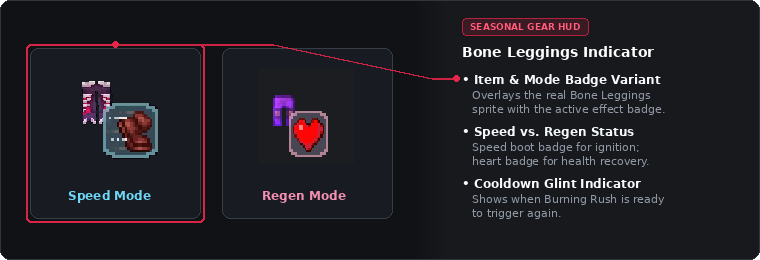 SEASONAL GEAR HUD
Bone Leggings Indicator
• Item & Mode Badge Variant
Overlays the real Bone Leggings
sprite with the active effect badge.
• Speed vs. Regen Status
Speed boot badge for ignition;
heart badge for health recovery.
• Cooldown Glint Indicator
Shows when Burning Rush is ready
to trigger again.
Speed Mode
Regen Mode